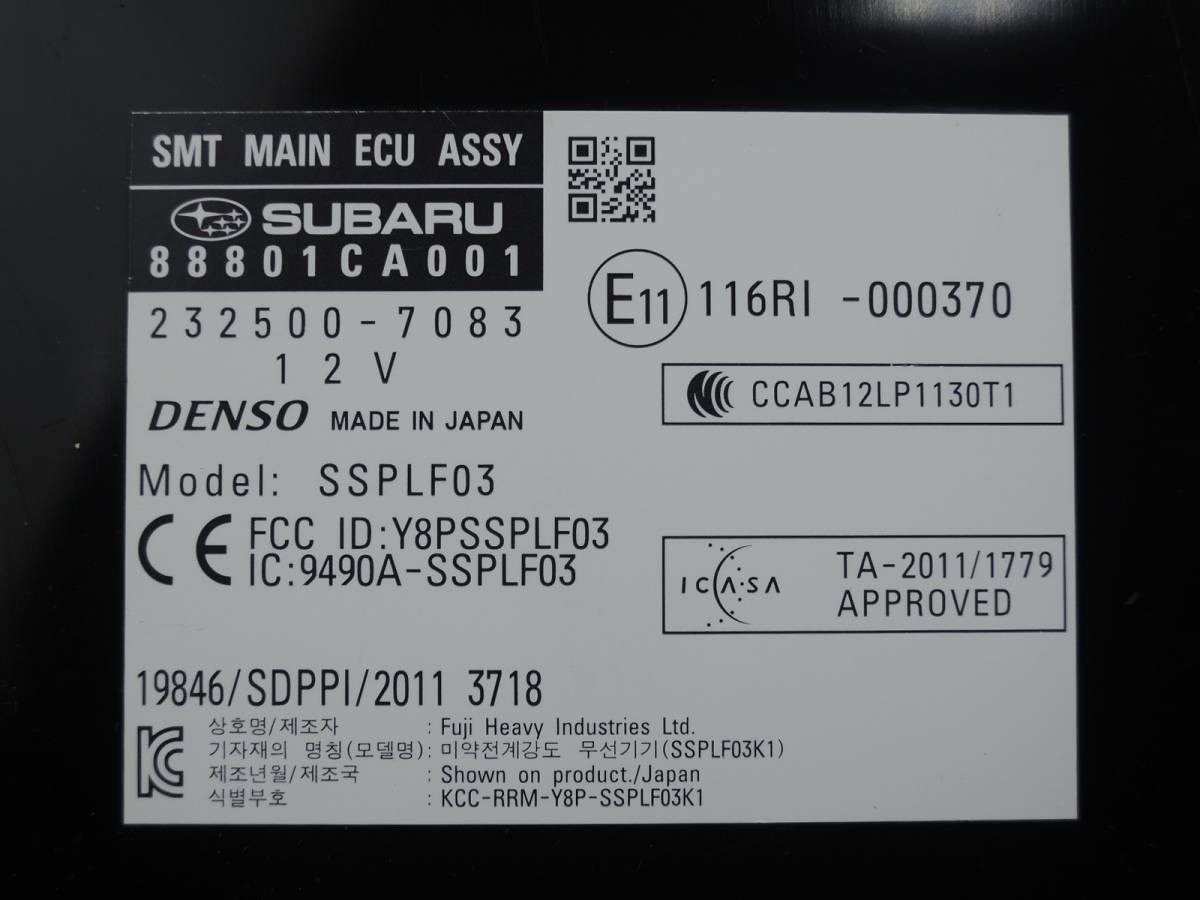 SMT MAIN ECU ASSY
SUBARU
88801CA001
232500-7083
12V
DENSO MADE IN JAPAN
Model: SSPLF03
CE FCC ID:Y8PSSPLF03
IC:9490A-SSPLF03
19846/SDPPI/2011 3718
E11 116RI -000370
CCAB12LP1130T1
ICASA TA-2011/1779
APPROVED
상호명/제조자 : Fuji Heavy Industries Ltd.
기자재의 명칭(모델명): 미약전계강도 무선기기(SSPLF03K1)
제조년월/제조국 : Shown on product./Japan
식별부호 : KCC-RRM-Y8P-SSPLF03K1